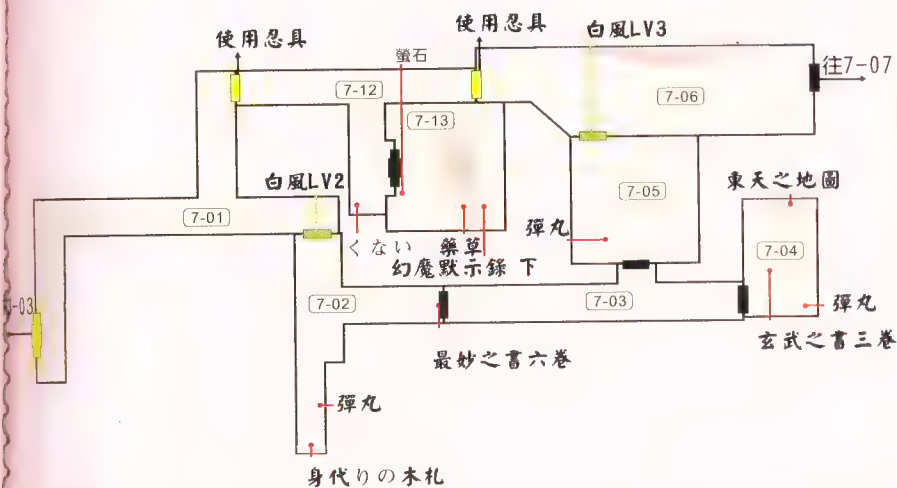 使用忍具
使用忍具
白風LV3
螢石
往7-07
7-12
7-06
7-13
白風LV2
7-05
東天之地圖
7-01
くない
藥草
彈丸
7-04
幻魔默示錄 下
-03
7-02
7-03
彈丸
最妙之書六巻
玄武之書三巻
彈丸
身代りの木札